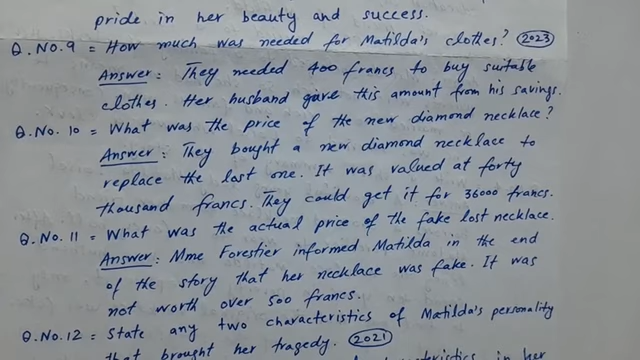 pride in her beauty and success.
Q.No.9 = How much was needed for Matilda's clothes? 2023
Answer: They needed 400 francs to buy suitable
clothes. Her husband gave this amount from his savings.
Q.No. 10 = What was the price of the new diamond necklace?
Answer: They bought a new diamond necklace to
replace the last one. It was valued at forty
thousand francs. They could get it for 36000 francs.
Q.No. 11 = What was the actual price of the fake lost necklace.
Answer: Mme Forestier informed Matilda in the end
of the story that her necklace was fake. It was
not worth over 500 francs.
Q.No.12 = State any two characteristics of Matilda's personality
that brought her tragedy. 2021
characteristics in her